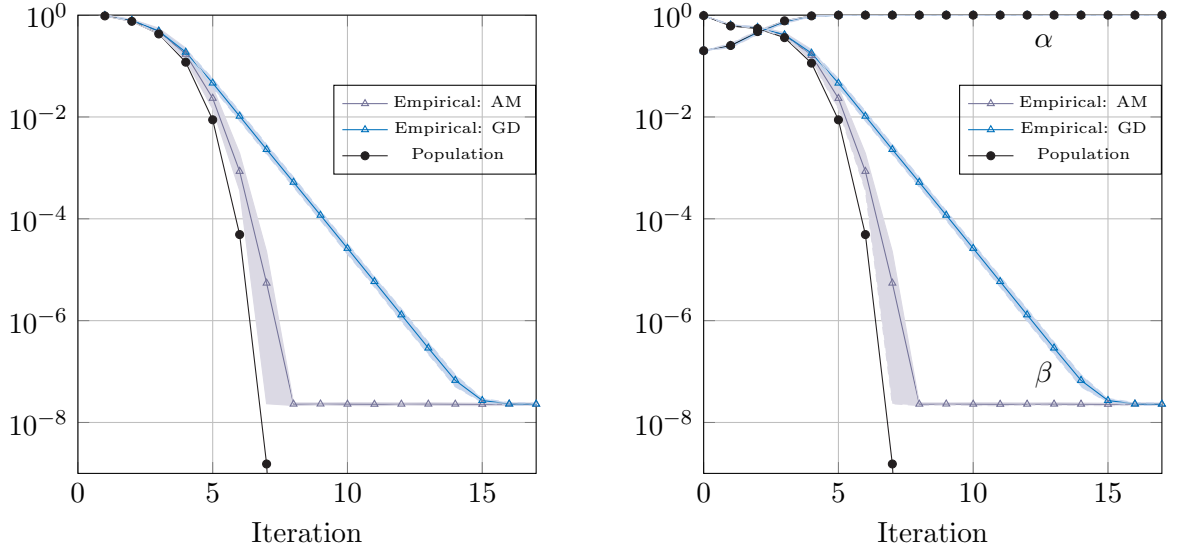 10^0
10^{-2}
10^{-4}
10^{-6}
10^{-8}
Empirical: AM
Empirical: GD
Population
0 5 10 15
Iteration
10^0
10^{-2}
10^{-4}
10^{-6}
10^{-8}
α
Empirical: AM
Empirical: GD
Population
β
0 5 10 15
Iteration